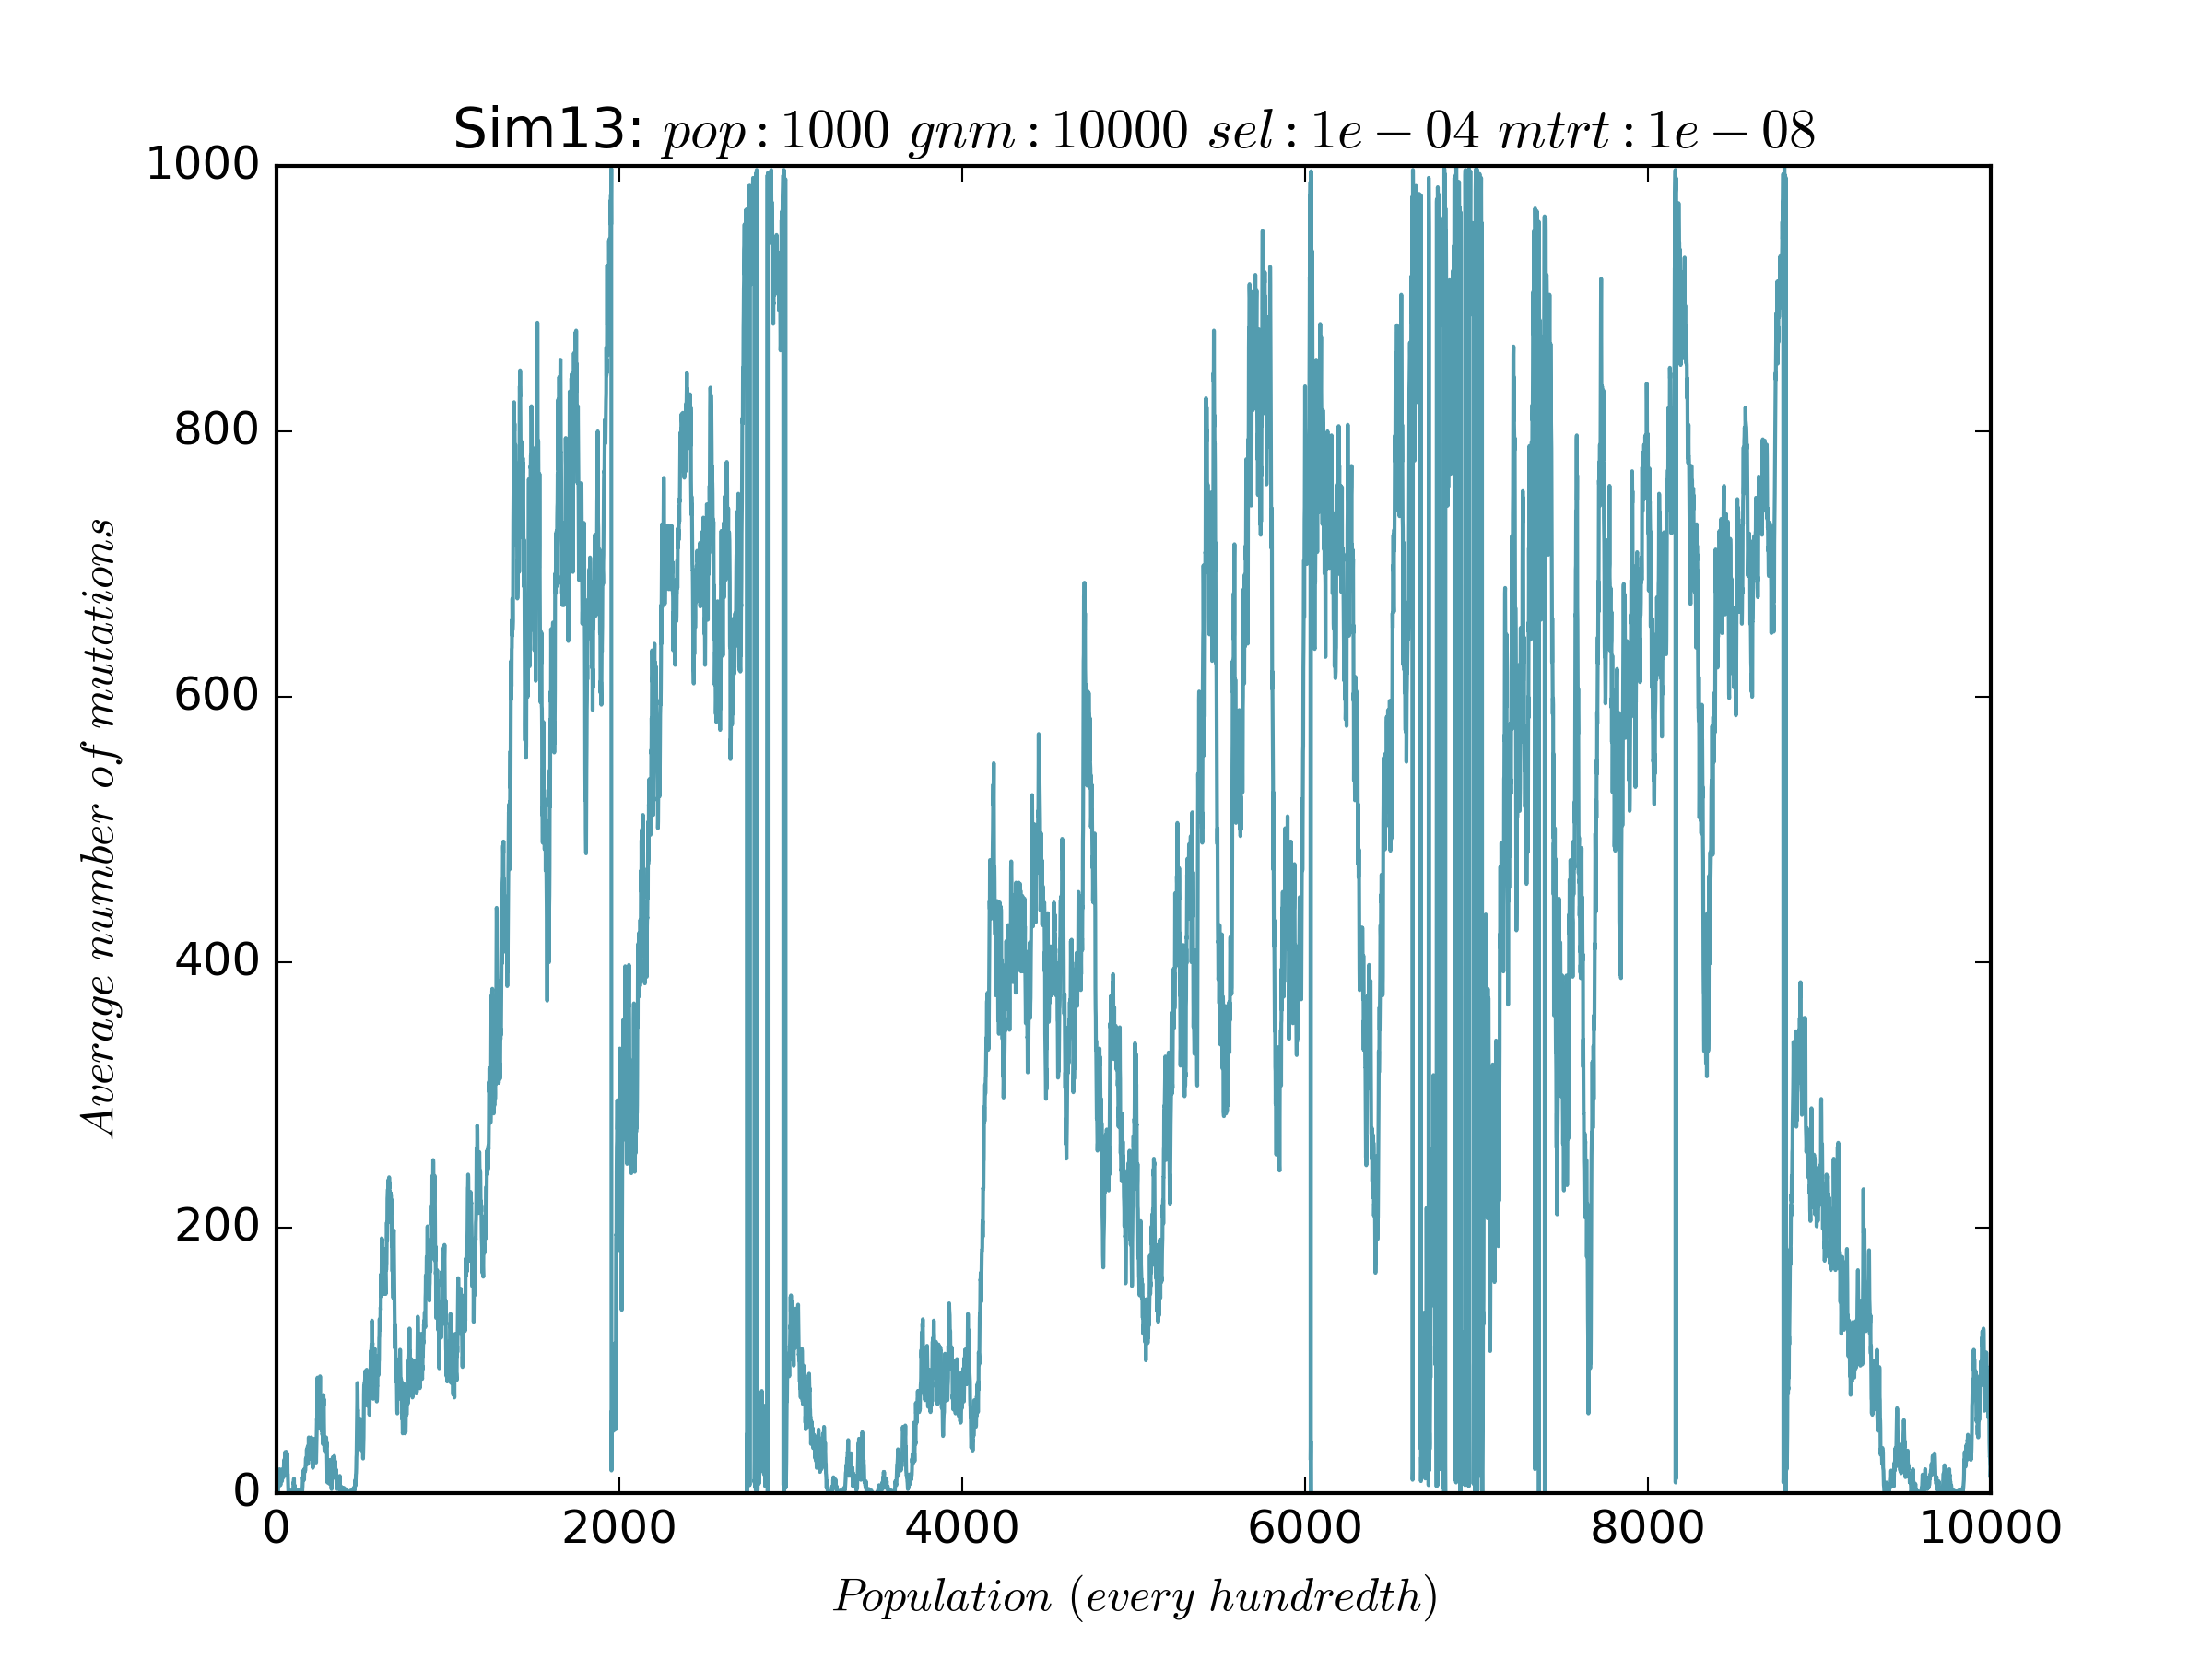 Sim13: pop : 1000 gnm : 10000 sel : 1e − 04 mtrt : 1e − 08
1000
800
600
400
200
0
Average number of mutations
0 2000 4000 6000 8000 10000
Population (every hundredth)